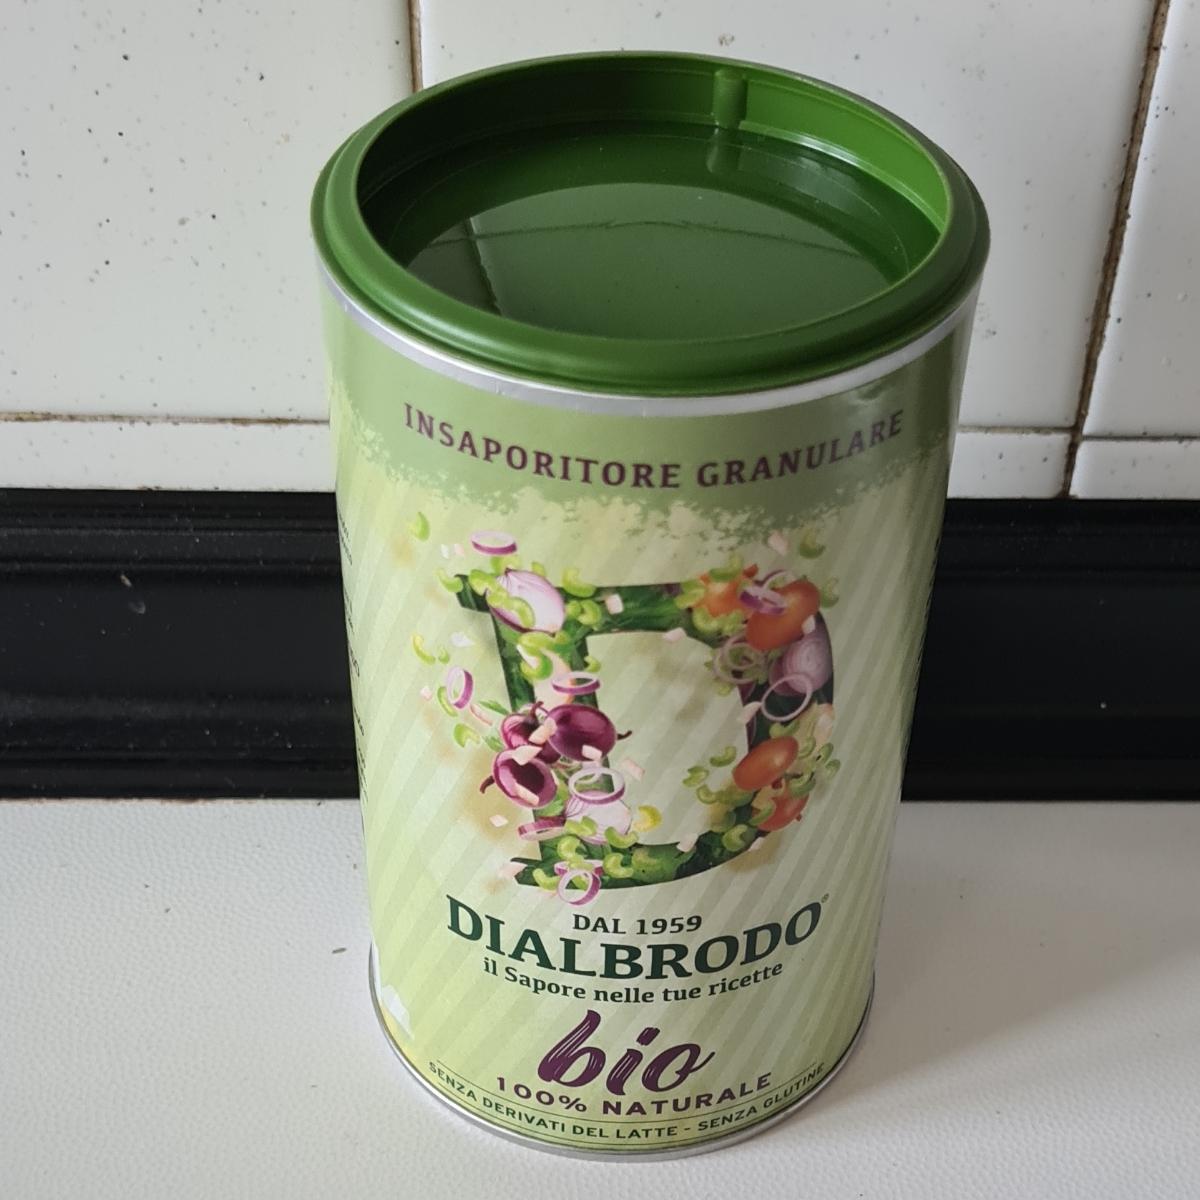 INSAPORITORE GRANULARE
D
DAL 1959
DIALBRODO®
il Sapore nelle tue ricette
bio
100% NATURALE
SENZA DERIVATI DEL LATTE - SENZA GLUTINE